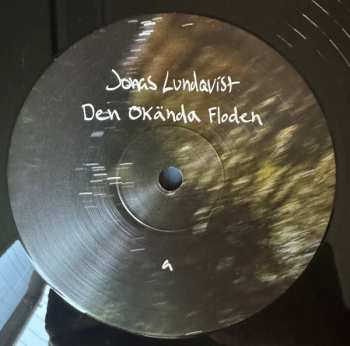 Jonas Lundqvist
Den Okända Floden
a